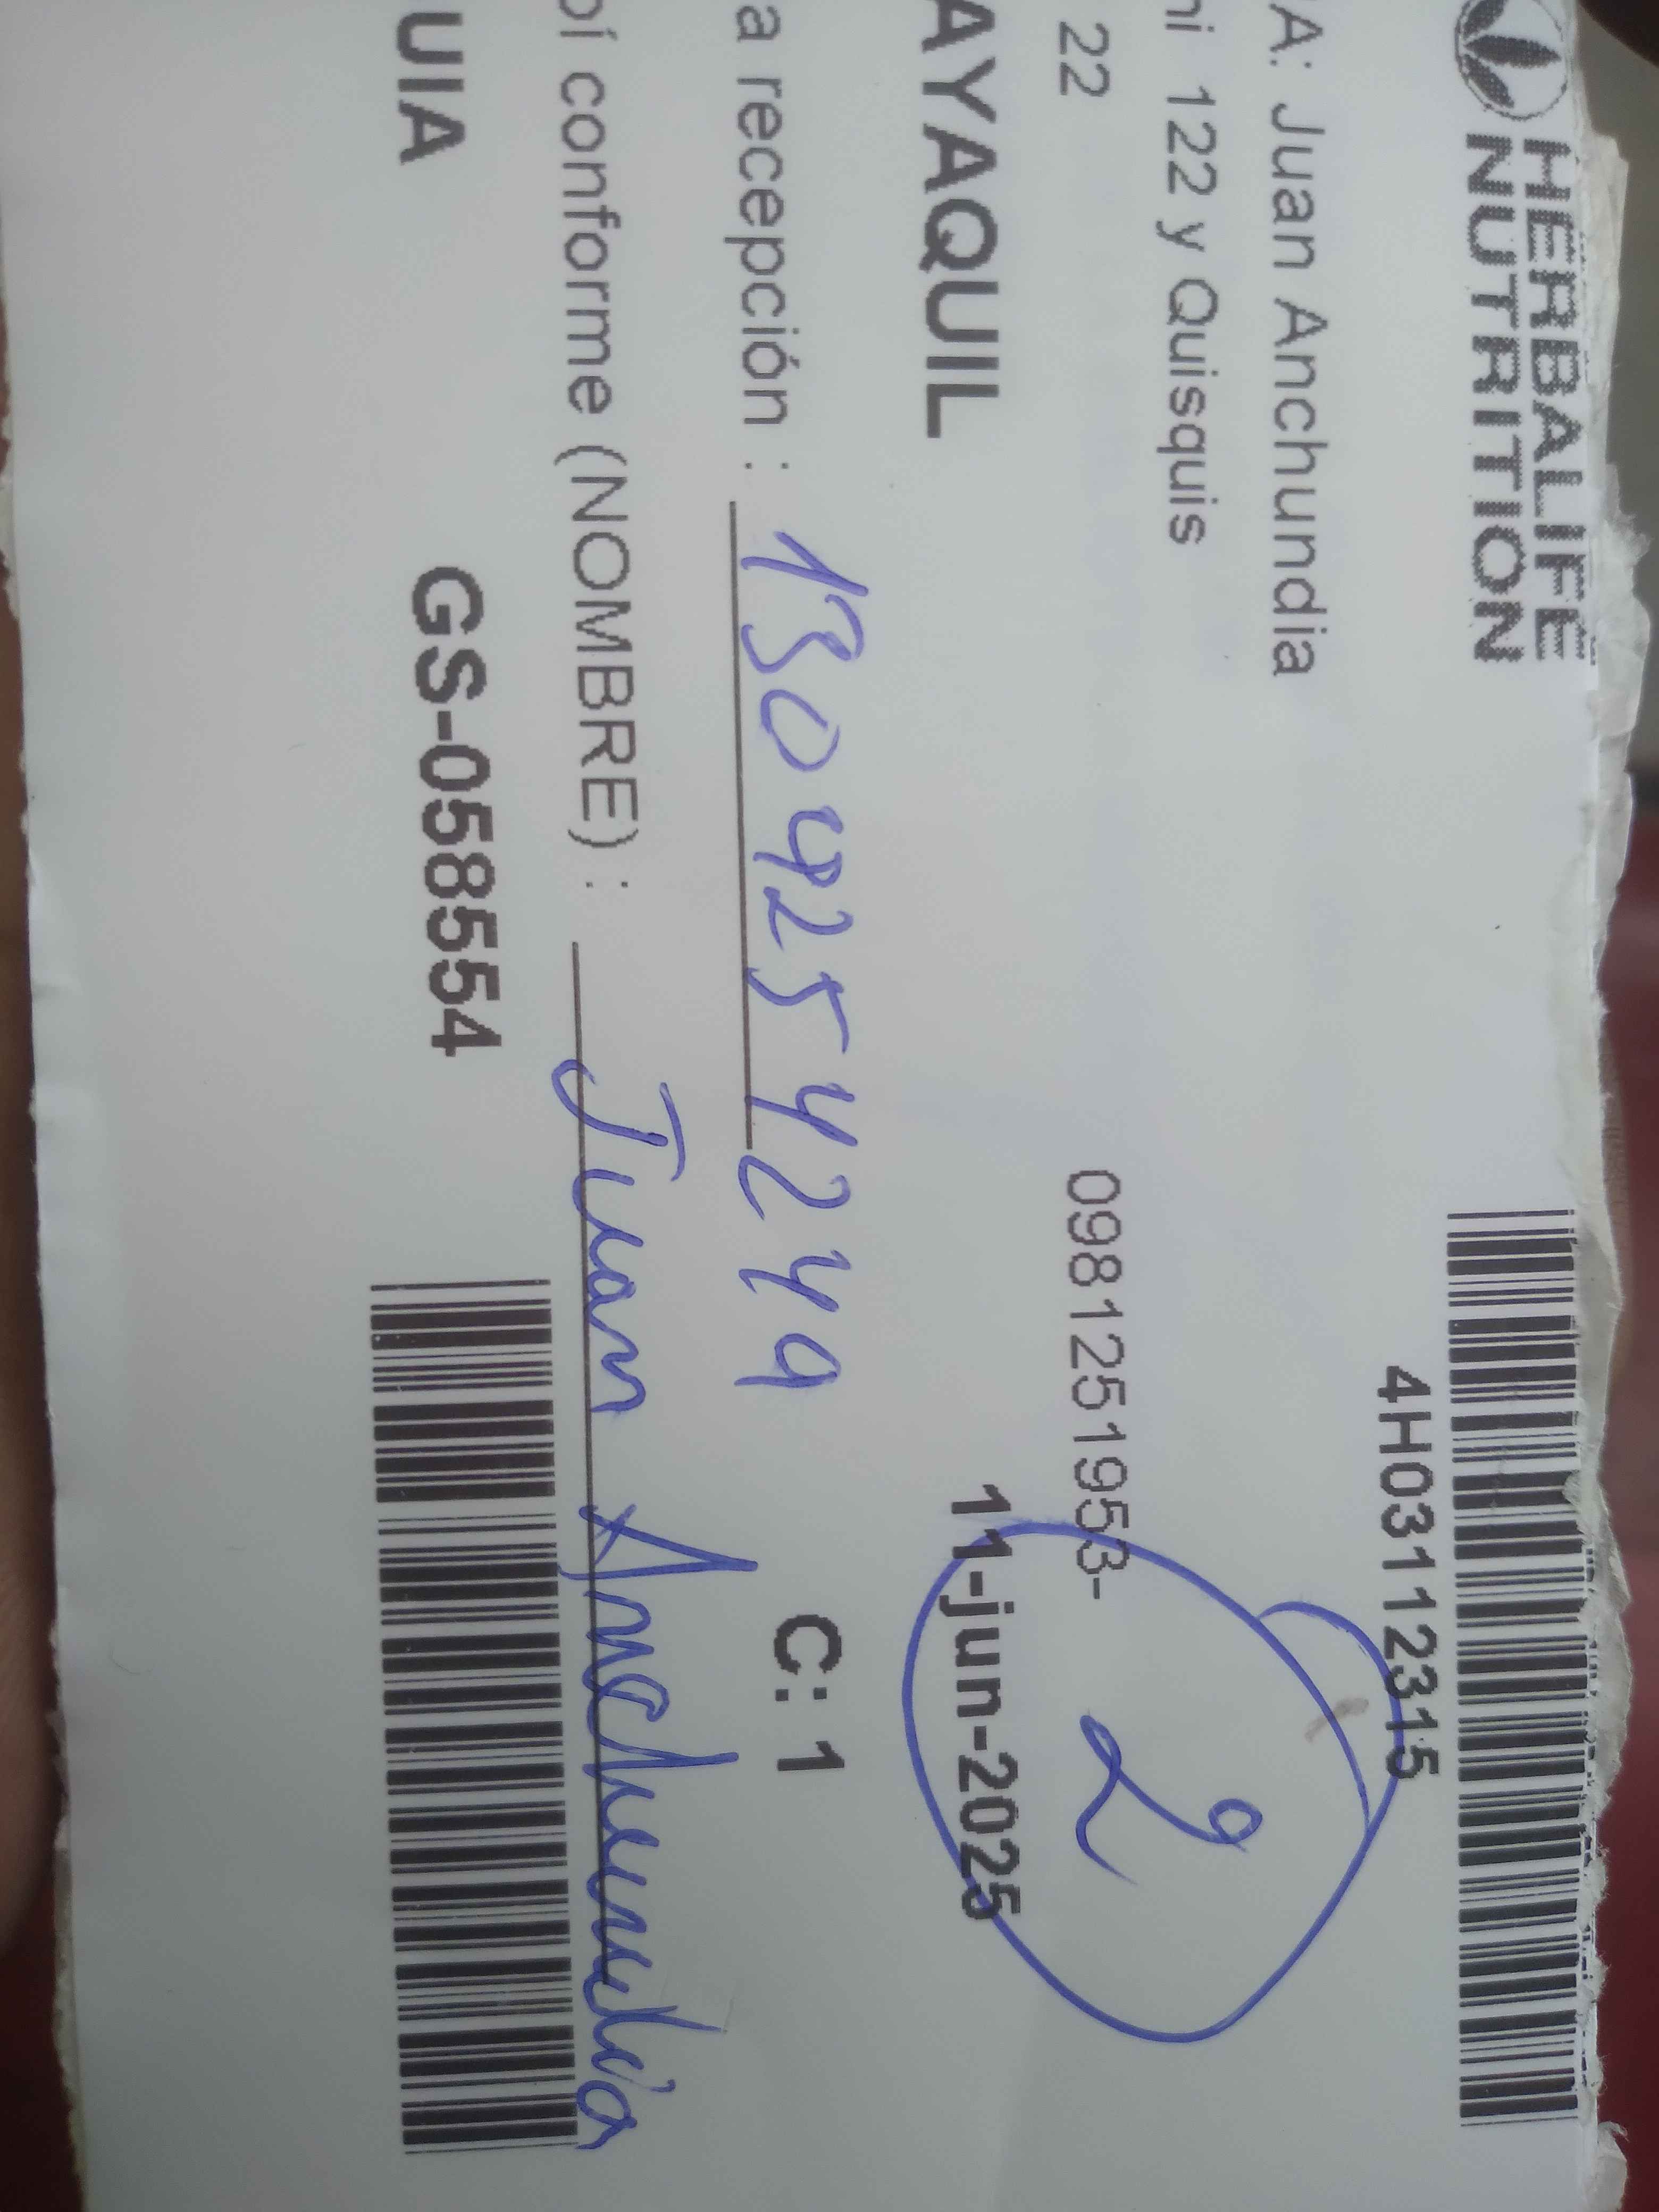 HERBALIFE
NUTRITION
4H03112315
A: Juan Anchundia
ni 122 y Quisquis
22 0981251953-
2
AYAQUIL 11-jun-2025
a recepción : 1304254249 C: 1
bí conforme (NOMBRE) : Juan Anchundia
UIA GS-058554